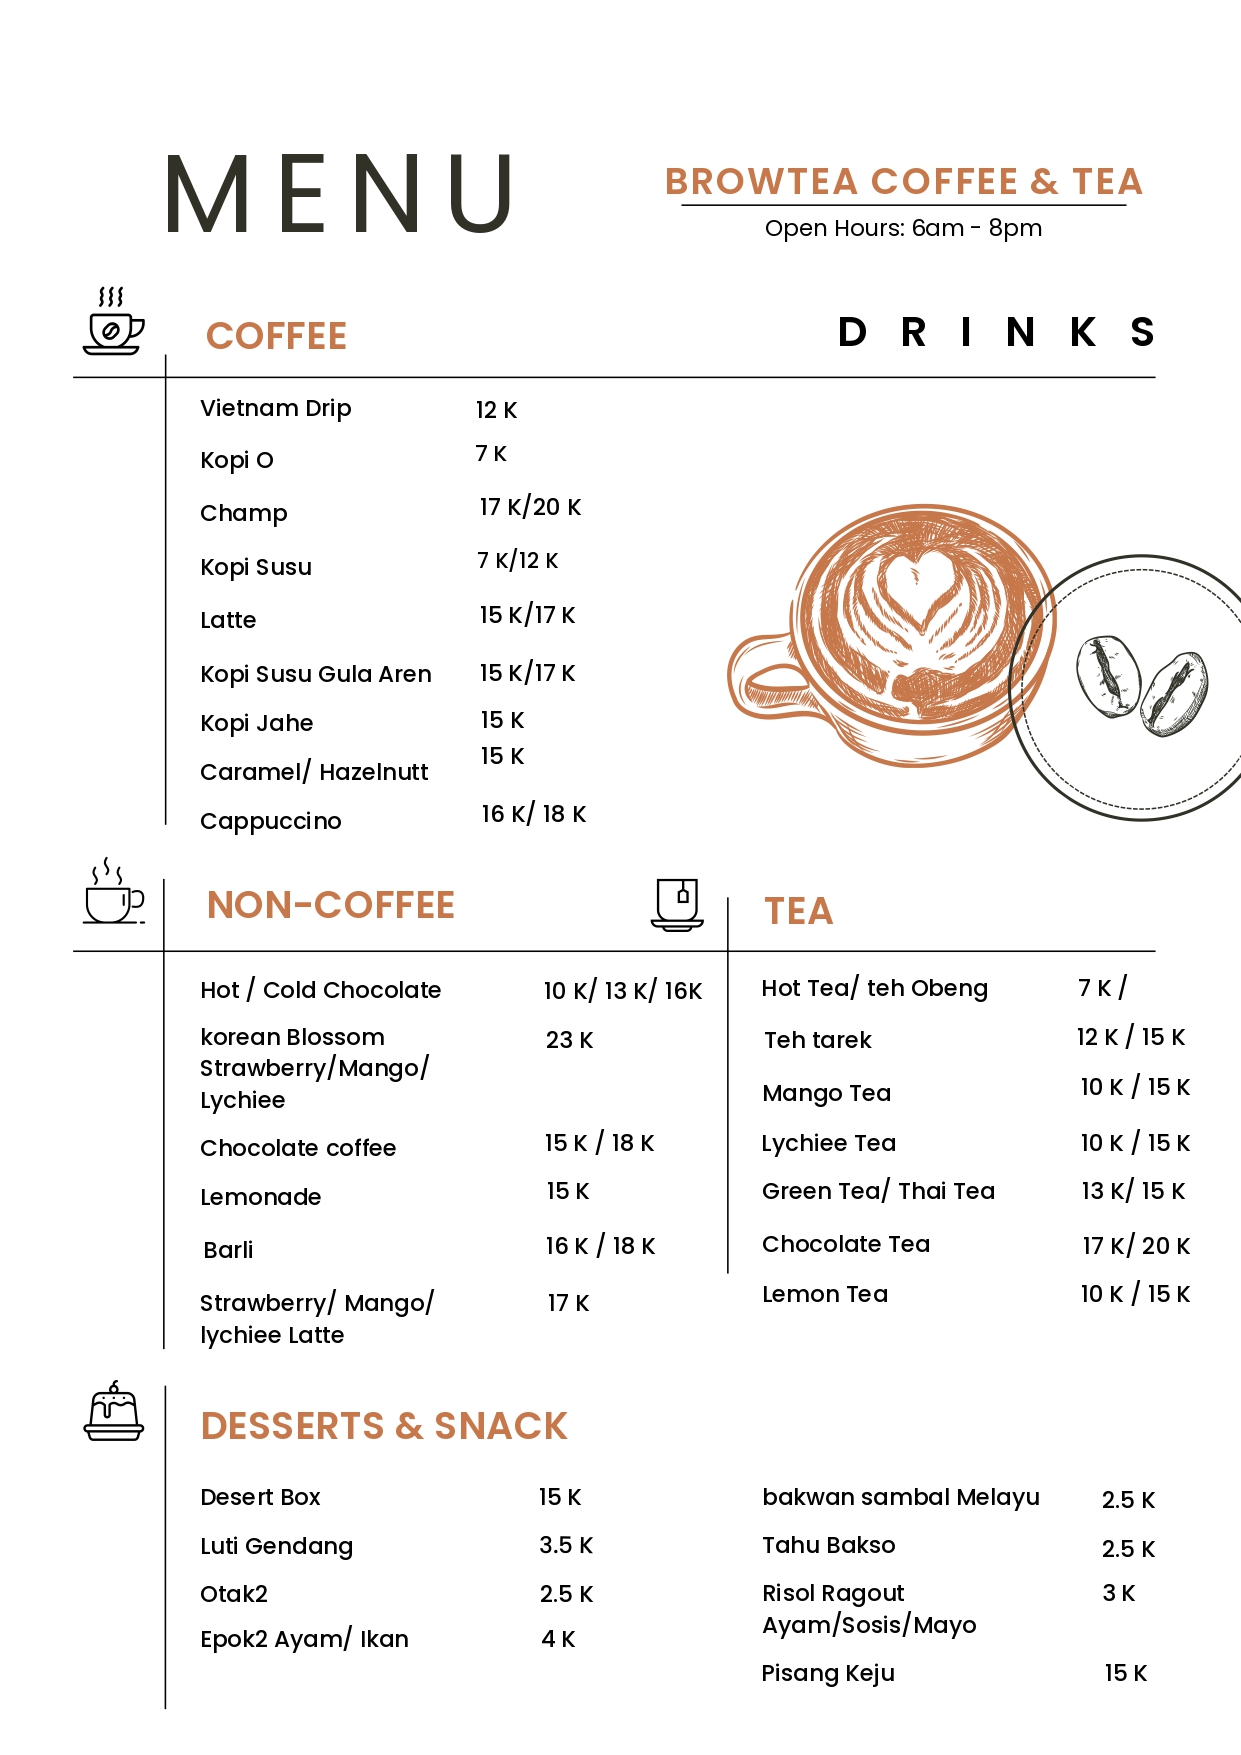 MENU
BROWTEA COFFEE & TEA
Open Hours: 6am - 8pm
COFFEE
DRINKS
Vietnam Drip 12 K
Kopi O 7 K
Champ 17 K/20 K
Kopi Susu 7 K/12 K
Latte 15 K/17 K
Kopi Susu Gula Aren 15 K/17 K
Kopi Jahe 15 K
Caramel/ Hazelnutt 15 K
Cappuccino 16 K/ 18 K
NON-COFFEE
Hot / Cold Chocolate 10 K/ 13 K/ 16K
korean Blossom 23 K
Strawberry/Mango/
Lychiee
Chocolate coffee 15 K / 18 K
Lemonade 15 K
Barli 16 K / 18 K
Strawberry/ Mango/ 17 K
lychiee Latte
TEA
Hot Tea/ teh Obeng 7 K /
Teh tarek 12 K / 15 K
Mango Tea 10 K / 15 K
Lychiee Tea 10 K / 15 K
Green Tea/ Thai Tea 13 K/ 15 K
Chocolate Tea 17 K/ 20 K
Lemon Tea 10 K / 15 K
DESSERTS & SNACK
Desert Box 15 K
Luti Gendang 3.5 K
Otak2 2.5 K
Epok2 Ayam/ Ikan 4 K
bakwan sambal Melayu 2.5 K
Tahu Bakso 2.5 K
Risol Ragout 3 K
Ayam/Sosis/Mayo
Pisang Keju 15 K